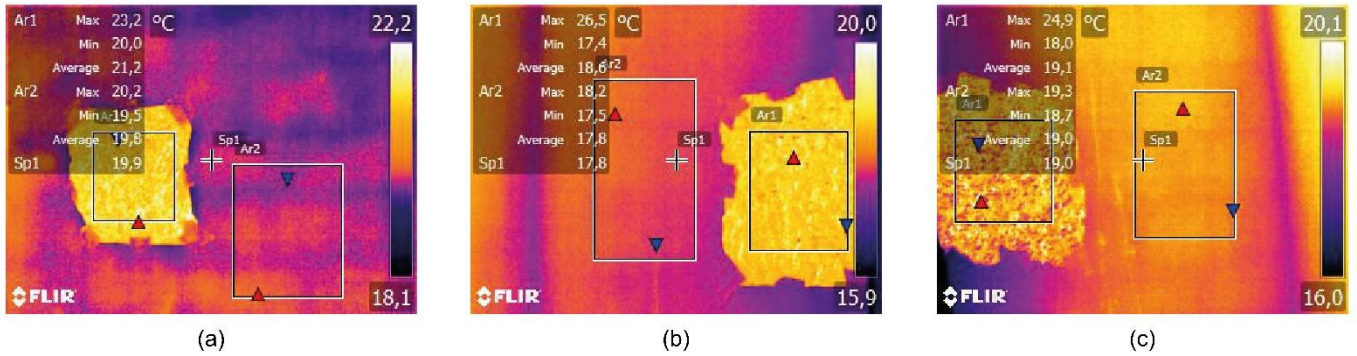 Ar1 Max 23,2 °C 22,2
Min 20,0
Average 21,2
Ar2 Max 20,2
Min 19,5
Average 19,8
Sp1 19,9
Ar1
Sp1
Ar2
FLIR
18,1
(a)
Ar1 Max 26,5 °C 20,0
Min 17,4
Average 18,6
Ar2 Max 18,2
Min 17,5
Average 17,8
Sp1 17,8
Ar2
Sp1
Ar1
FLIR
15,9
(b)
Ar1 Max 24,9 °C 20,1
Min 18,0
Average 19,1
Ar2 Max 19,3
Min 18,7
Average 19,0
Sp1 19,0
Ar1
Ar2
Sp1
FLIR
16,0
(c)